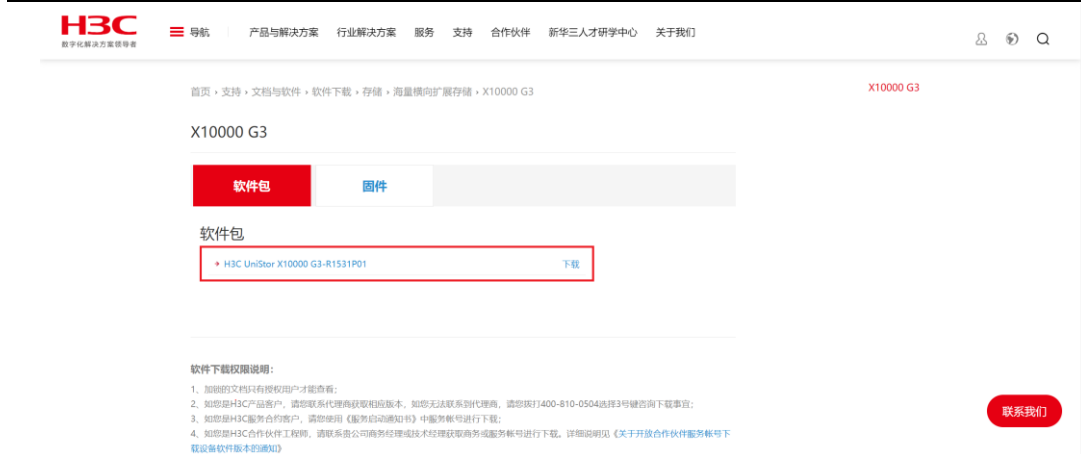 H3C
数字化解决方案领导者
导航
产品与解决方案 行业解决方案 服务 支持 合作伙伴 新华三人才研学中心 关于我们
首页 › 支持 › 文档与软件 › 软件下载 › 存储 › 海量横向扩展存储 › X10000 G3
X10000 G3
X10000 G3
软件包 固件
软件包
H3C UniStor X10000 G3-R1531P01 下载
软件下载权限说明：
1、加锁的文档只有授权用户才能查看；
2、如您是H3C产品客户，请您联系代理商获取相应版本，如您无法联系到代理商，请您拨打400-810-0504选择3号键咨询下载事宜；
3、如您是H3C服务合约客户，请您使用《服务启动通知书》中服务帐号进行下载；
4、如您是H3C合作伙伴工程师，请联系贵公司商务经理或技术经理获取商务或服务帐号进行下载。详细说明见《关于开放合作伙伴服务帐号下
载设备软件版本的通知》
联系我们